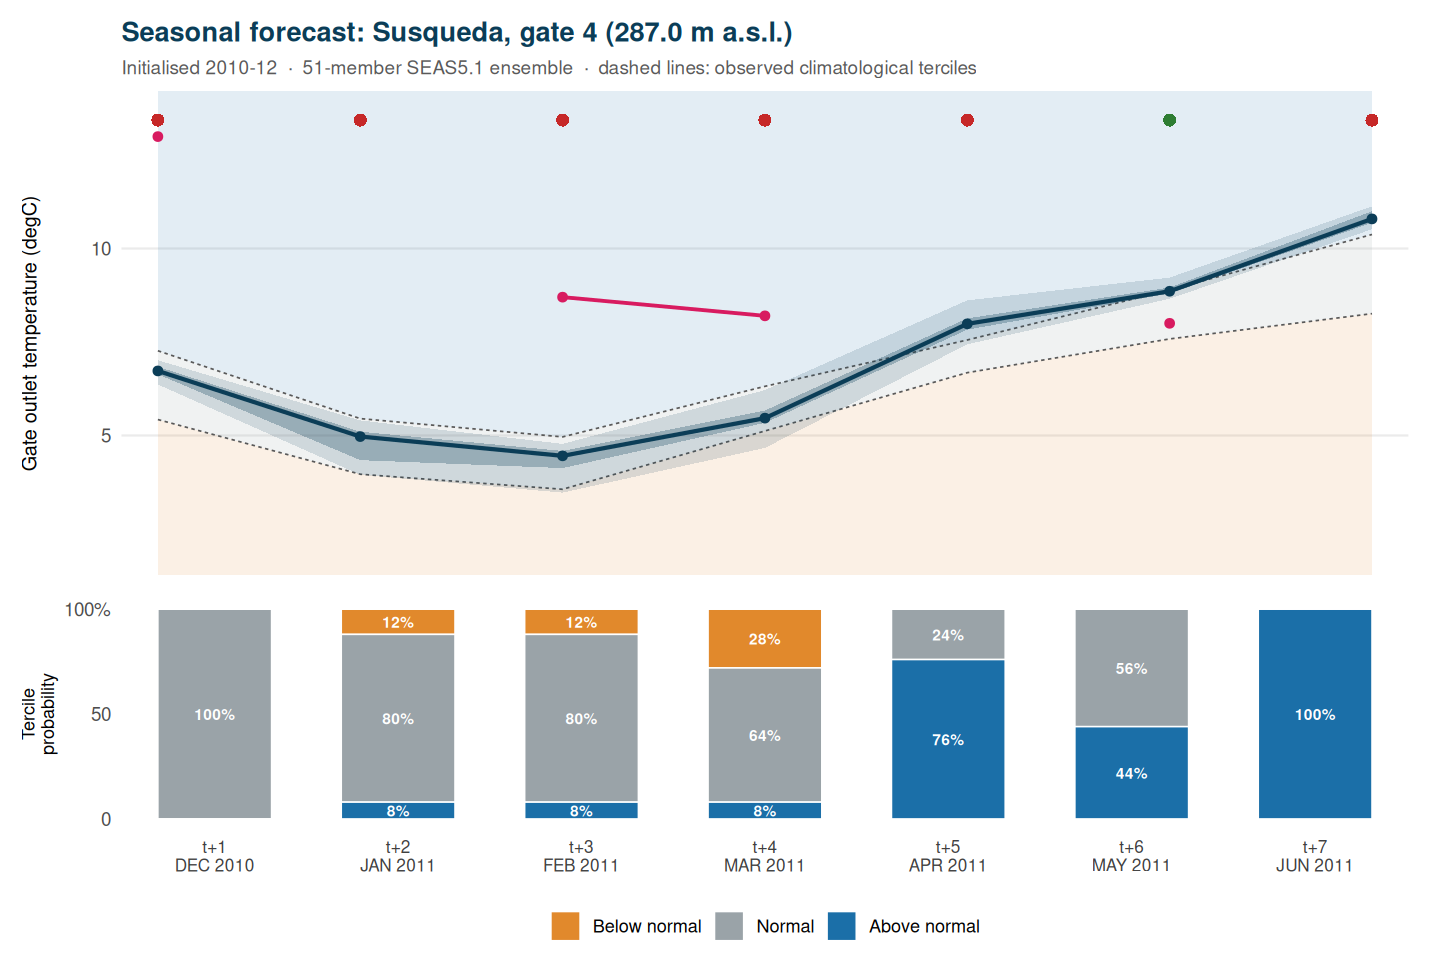 Seasonal forecast: Susqueda, gate 4 (287.0 m a.s.l.)
Initialised 2010-12 · 51-member SEAS5.1 ensemble · dashed lines: observed climatological terciles
Gate outlet temperature (degC)
10
5
Tercile
probability
100%
50
0
100%
12%
80%
8%
12%
80%
8%
28%
64%
8%
24%
76%
56%
44%
100%
t+1
DEC 2010
t+2
JAN 2011
t+3
FEB 2011
t+4
MAR 2011
t+5
APR 2011
t+6
MAY 2011
t+7
JUN 2011
Below normal
Normal
Above normal